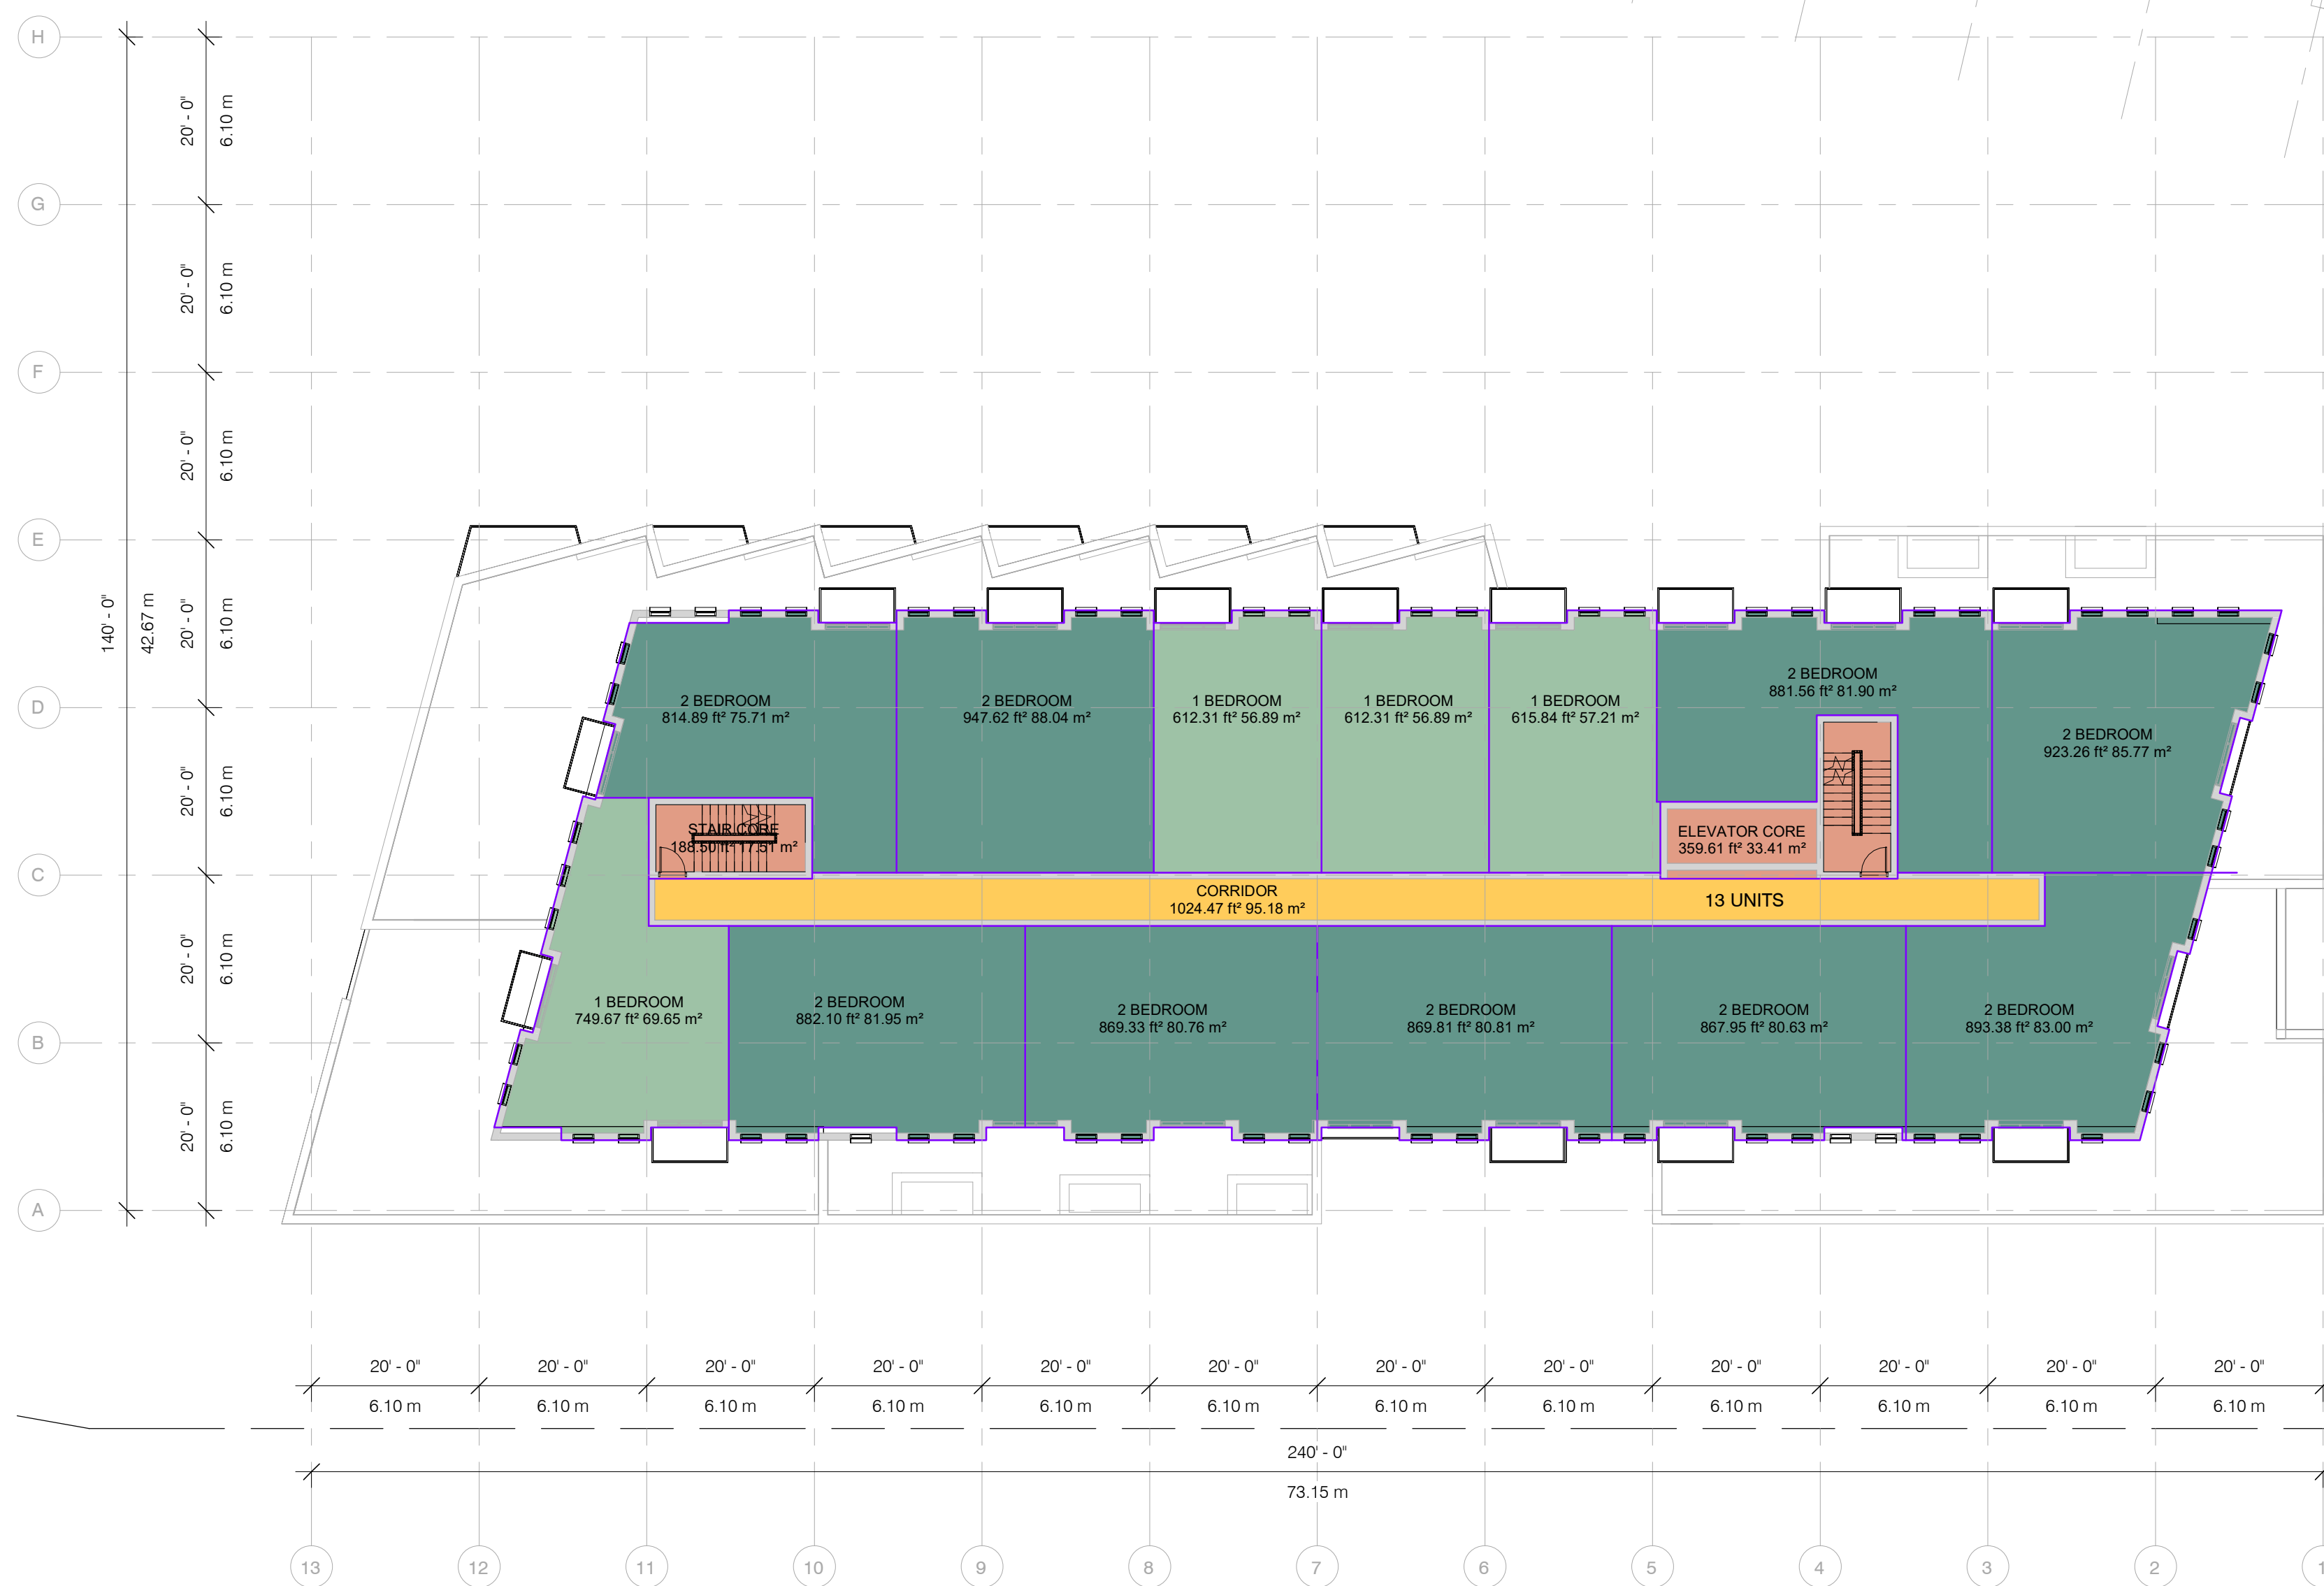 H
G
F
E
D
C
B
A
140' - 0"
42.67 m
20' - 0"
6.10 m
20' - 0"
6.10 m
20' - 0"
6.10 m
20' - 0"
6.10 m
20' - 0"
6.10 m
20' - 0"
6.10 m
20' - 0"
6.10 m
2 BEDROOM
814.89 ft² 75.71 m²
2 BEDROOM
947.62 ft² 88.04 m²
1 BEDROOM
612.31 ft² 56.89 m²
1 BEDROOM
612.31 ft² 56.89 m²
1 BEDROOM
615.84 ft² 57.21 m²
2 BEDROOM
881.56 ft² 81.90 m²
2 BEDROOM
923.26 ft² 85.77 m²
STAIR CORE
188.50 ft² 17.51 m²
ELEVATOR CORE
359.61 ft² 33.41 m²
CORRIDOR
1024.47 ft² 95.18 m²
13 UNITS
1 BEDROOM
749.67 ft² 69.65 m²
2 BEDROOM
882.10 ft² 81.95 m²
2 BEDROOM
869.33 ft² 80.76 m²
2 BEDROOM
869.81 ft² 80.81 m²
2 BEDROOM
867.95 ft² 80.63 m²
2 BEDROOM
893.38 ft² 83.00 m²
20' - 0" 20' - 0" 20' - 0" 20' - 0" 20' - 0" 20' - 0" 20' - 0" 20' - 0" 20' - 0" 20' - 0" 20' - 0" 20' - 0"
6.10 m 6.10 m 6.10 m 6.10 m 6.10 m 6.10 m 6.10 m 6.10 m 6.10 m 6.10 m 6.10 m 6.10 m
240' - 0"
73.15 m
13 12 11 10 9 8 7 6 5 4 3 2 1